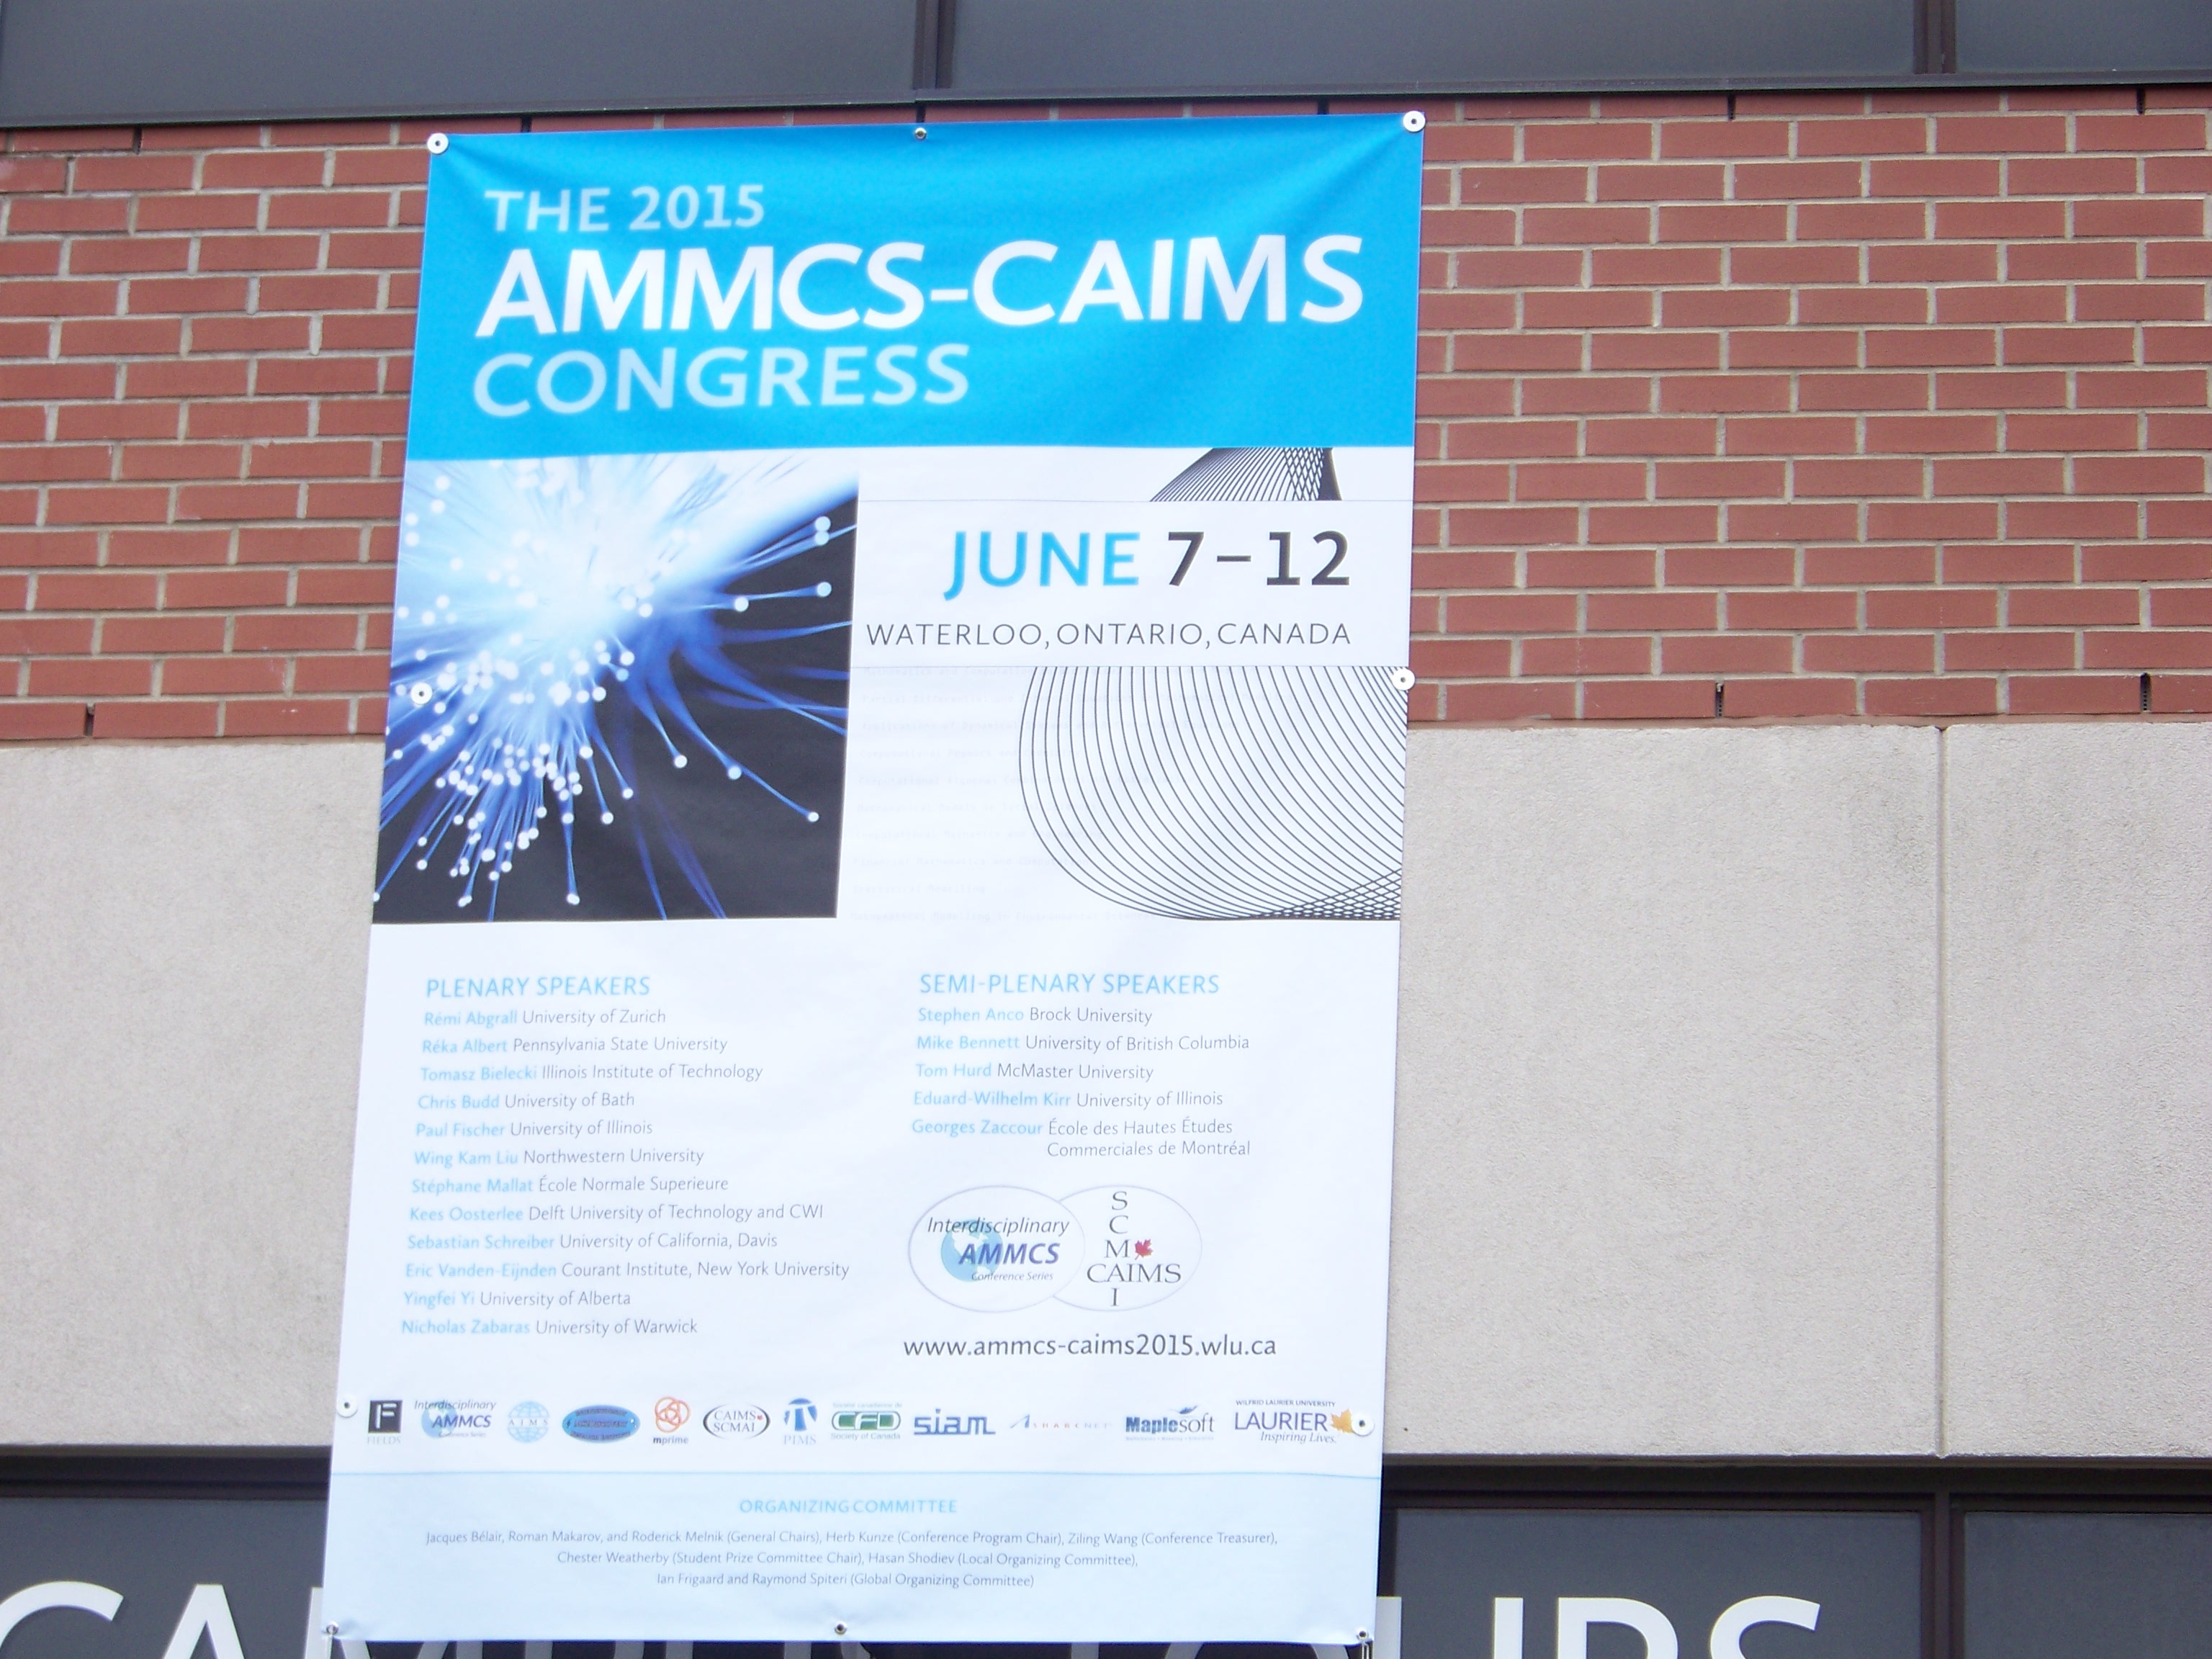 THE 2015
AMMCS-CAIMS
CONGRESS
JUNE 7–12
WATERLOO, ONTARIO, CANADA
PLENARY SPEAKERS
Rémi Abgrall University of Zurich
Réka Albert Pennsylvania State University
Tomasz Bielecki Illinois Institute of Technology
Chris Budd University of Bath
Paul Fischer University of Illinois
Wing Kam Liu Northwestern University
Stéphane Mallat École Normale Superieure
Kees Oosterlee Delft University of Technology and CWI
Sebastian Schreiber University of California, Davis
Eric Vanden-Eijnden Courant Institute, New York University
Yingfei Yi University of Alberta
Nicholas Zabaras University of Warwick
SEMI-PLENARY SPEAKERS
Stephen Anco Brock University
Mike Bennett University of British Columbia
Tom Hurd McMaster University
Eduard-Wilhelm Kirr University of Illinois
Georges Zaccour École des Hautes Études
Commerciales de Montréal
Interdisciplinary
AMMCS
Conference Series
SCMAI
CAIMS
www.ammcs-caims2015.wlu.ca
FIELDS
Interdisciplinary
AMMCS
Conference Series
AIMS
mprime
CAIMS
SCMAI
PIMS
CFD
Society of Canada
siam
Maplesoft
WILFRID LAURIER UNIVERSITY
LAURIER
Inspiring Lives.
ORGANIZING COMMITTEE
Jacques Bélair, Roman Makarov, and Roderick Melnik (General Chairs), Herb Kunze (Conference Program Chair), Ziling Wang (Conference Treasurer),
Chester Weatherby (Student Prize Committee Chair), Hasan Shodiev (Local Organizing Committee),
Ian Frigaard and Raymond Spiteri (Global Organizing Committee)